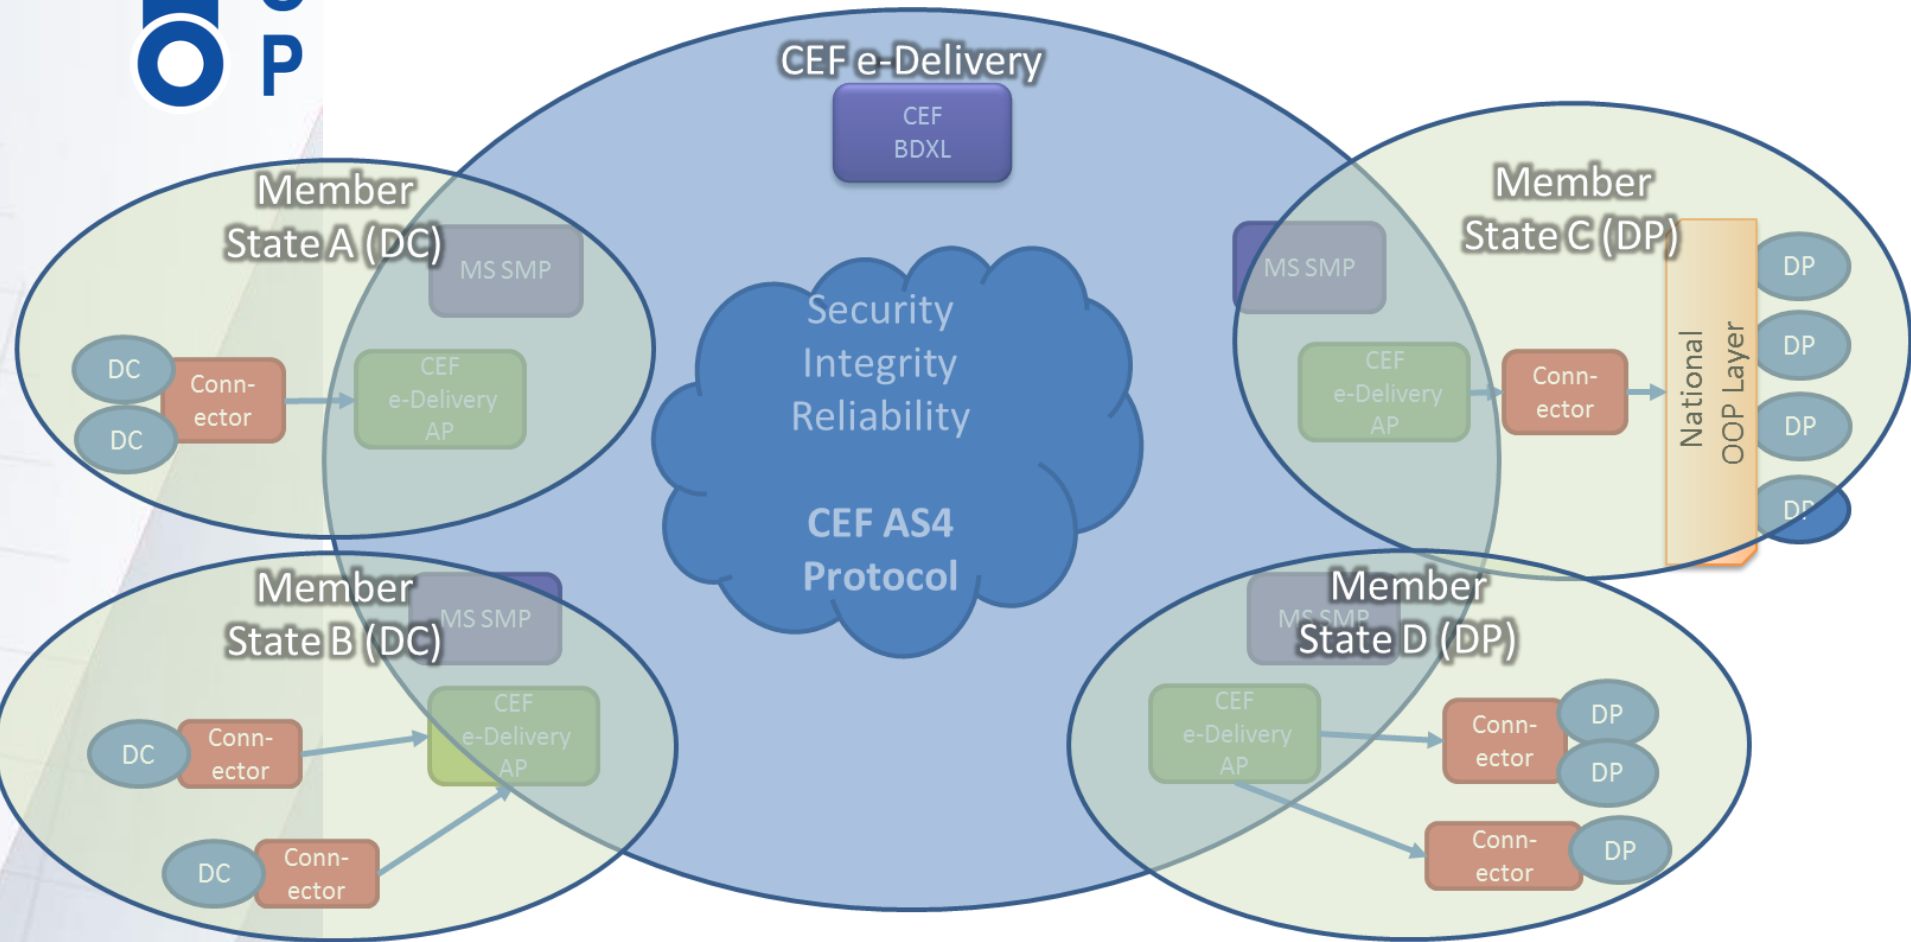 P
CEF e-Delivery
CEF
BDXL
Member
State A (DC)
MS SMP
DC
DC
Conn-
ector
CEF
e-Delivery
AP
Security
Integrity
Reliability
CEF AS4
Protocol
Member
State C (DP)
MS SMP
CEF
e-Delivery
AP
Conn-
ector
National
OOP Layer
DP
DP
DP
DP
Member
State B (DC)
MS SMP
CEF
e-Delivery
AP
DC
Conn-
ector
DC
Conn-
ector
Member
State D (DP)
MS SMP
CEF
e-Delivery
AP
Conn-
ector
DP
DP
Conn-
ector
DP